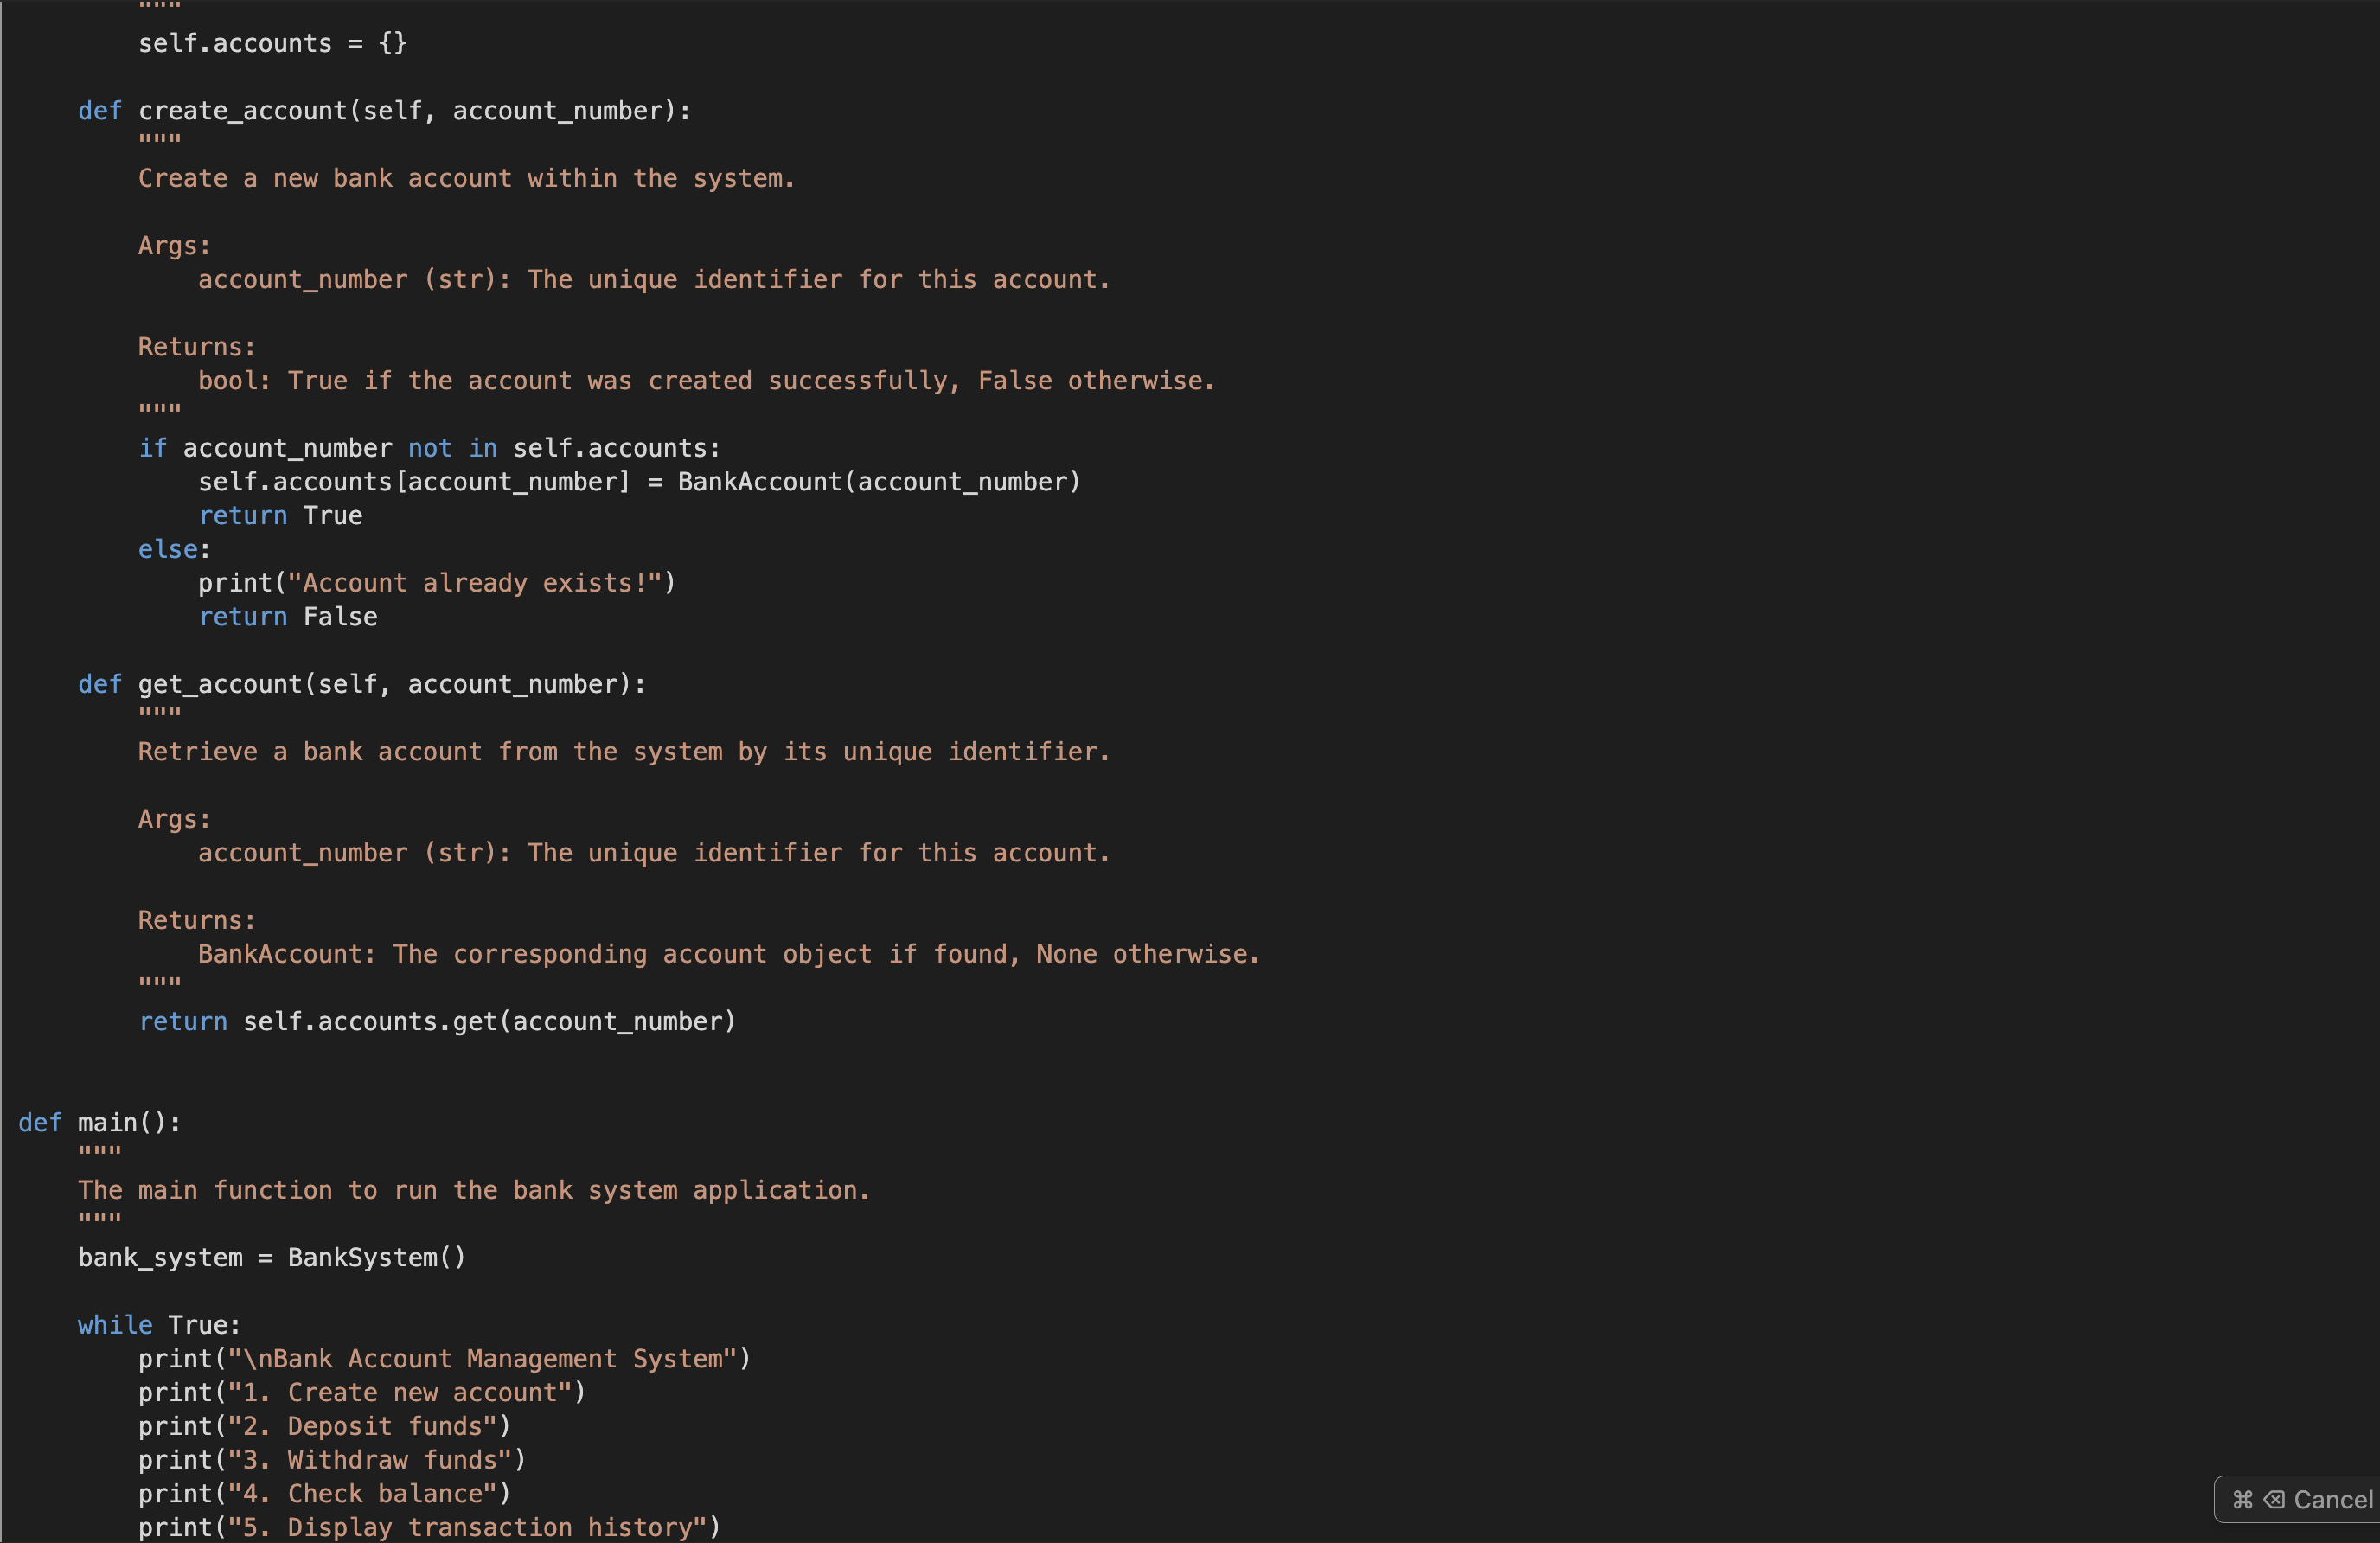 """
self.accounts = {}
def create_account(self, account_number):
"""
Create a new bank account within the system.
Args:
account_number (str): The unique identifier for this account.
Returns:
bool: True if the account was created successfully, False otherwise.
"""
if account_number not in self.accounts:
self.accounts[account_number] = BankAccount(account_number)
return True
else:
print("Account already exists!")
return False
def get_account(self, account_number):
"""
Retrieve a bank account from the system by its unique identifier.
Args:
account_number (str): The unique identifier for this account.
Returns:
BankAccount: The corresponding account object if found, None otherwise.
"""
return self.accounts.get(account_number)
def main():
"""
The main function to run the bank system application.
"""
bank_system = BankSystem()
while True:
print("\nBank Account Management System")
print("1. Create new account")
print("2. Deposit funds")
print("3. Withdraw funds")
print("4. Check balance")
print("5. Display transaction history")
⌘ ⌫ Cancel